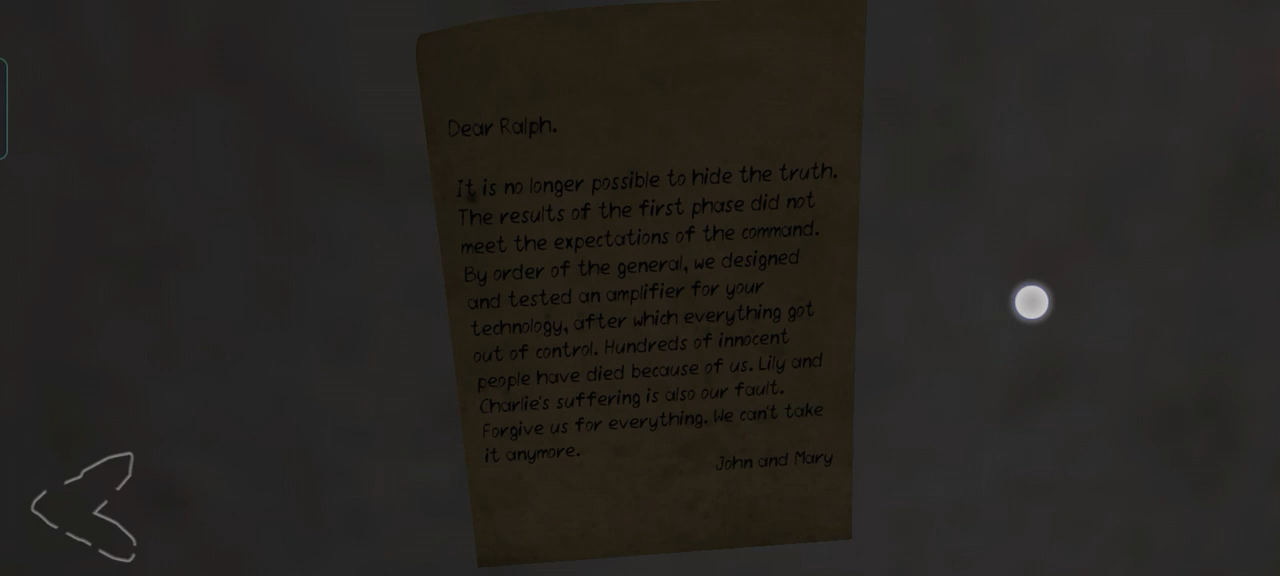 Dear Ralph.
It is no longer possible to hide the truth.
The results of the first phase did not
meet the expectations of the command.
By order of the general, we designed
and tested an amplifier for your
technology, after which everything got
out of control. Hundreds of innocent
people have died because of us. Lily and
Charlie's suffering is also our fault.
Forgive us for everything. We can't take
it anymore.
John and Mary